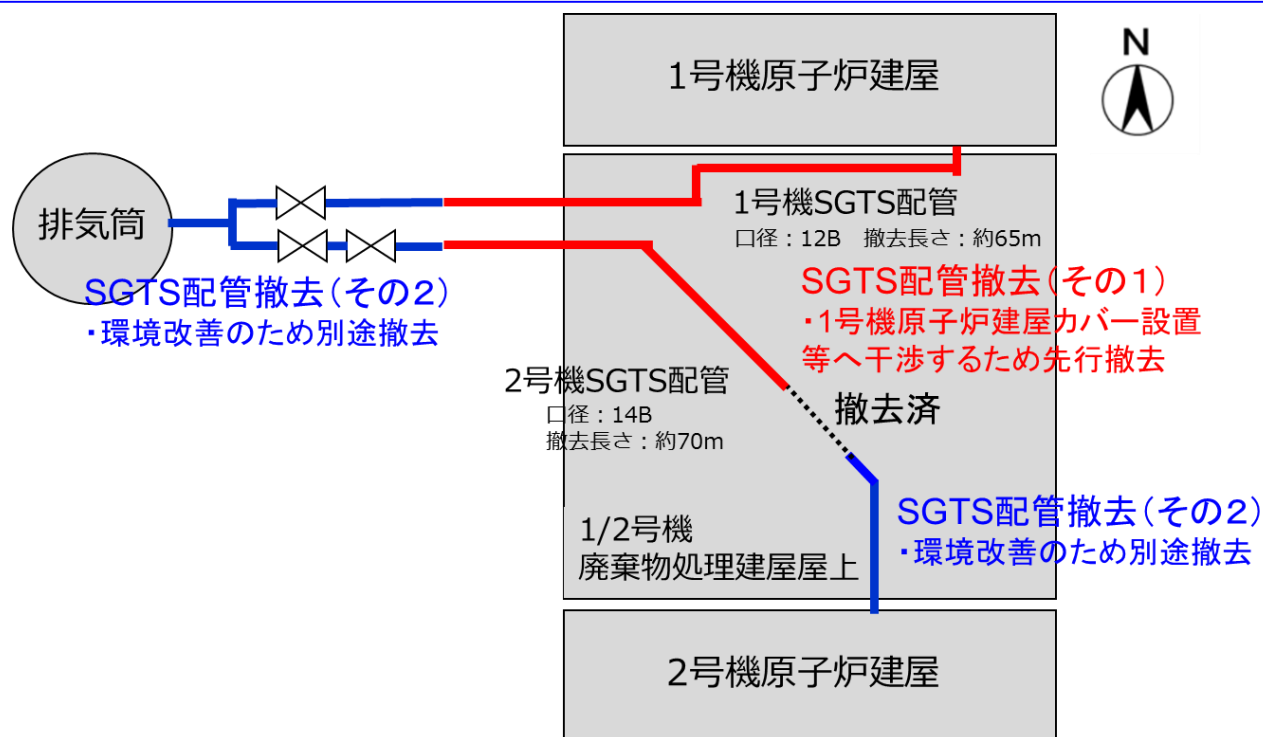 1号機原子炉建屋
N
排気筒
1号機SGTS配管
口径：12B　撤去長さ：約65m
SGTS配管撤去（その1）
・1号機原子炉建屋カバー設置
等へ干渉するため先行撤去
SGTS配管撤去（その２）
・環境改善のため別途撤去
2号機SGTS配管
口径：14B
撤去長さ：約70m
撤去済
SGTS配管撤去（その２）
・環境改善のため別途撤去
1/2号機
廃棄物処理建屋屋上
2号機原子炉建屋